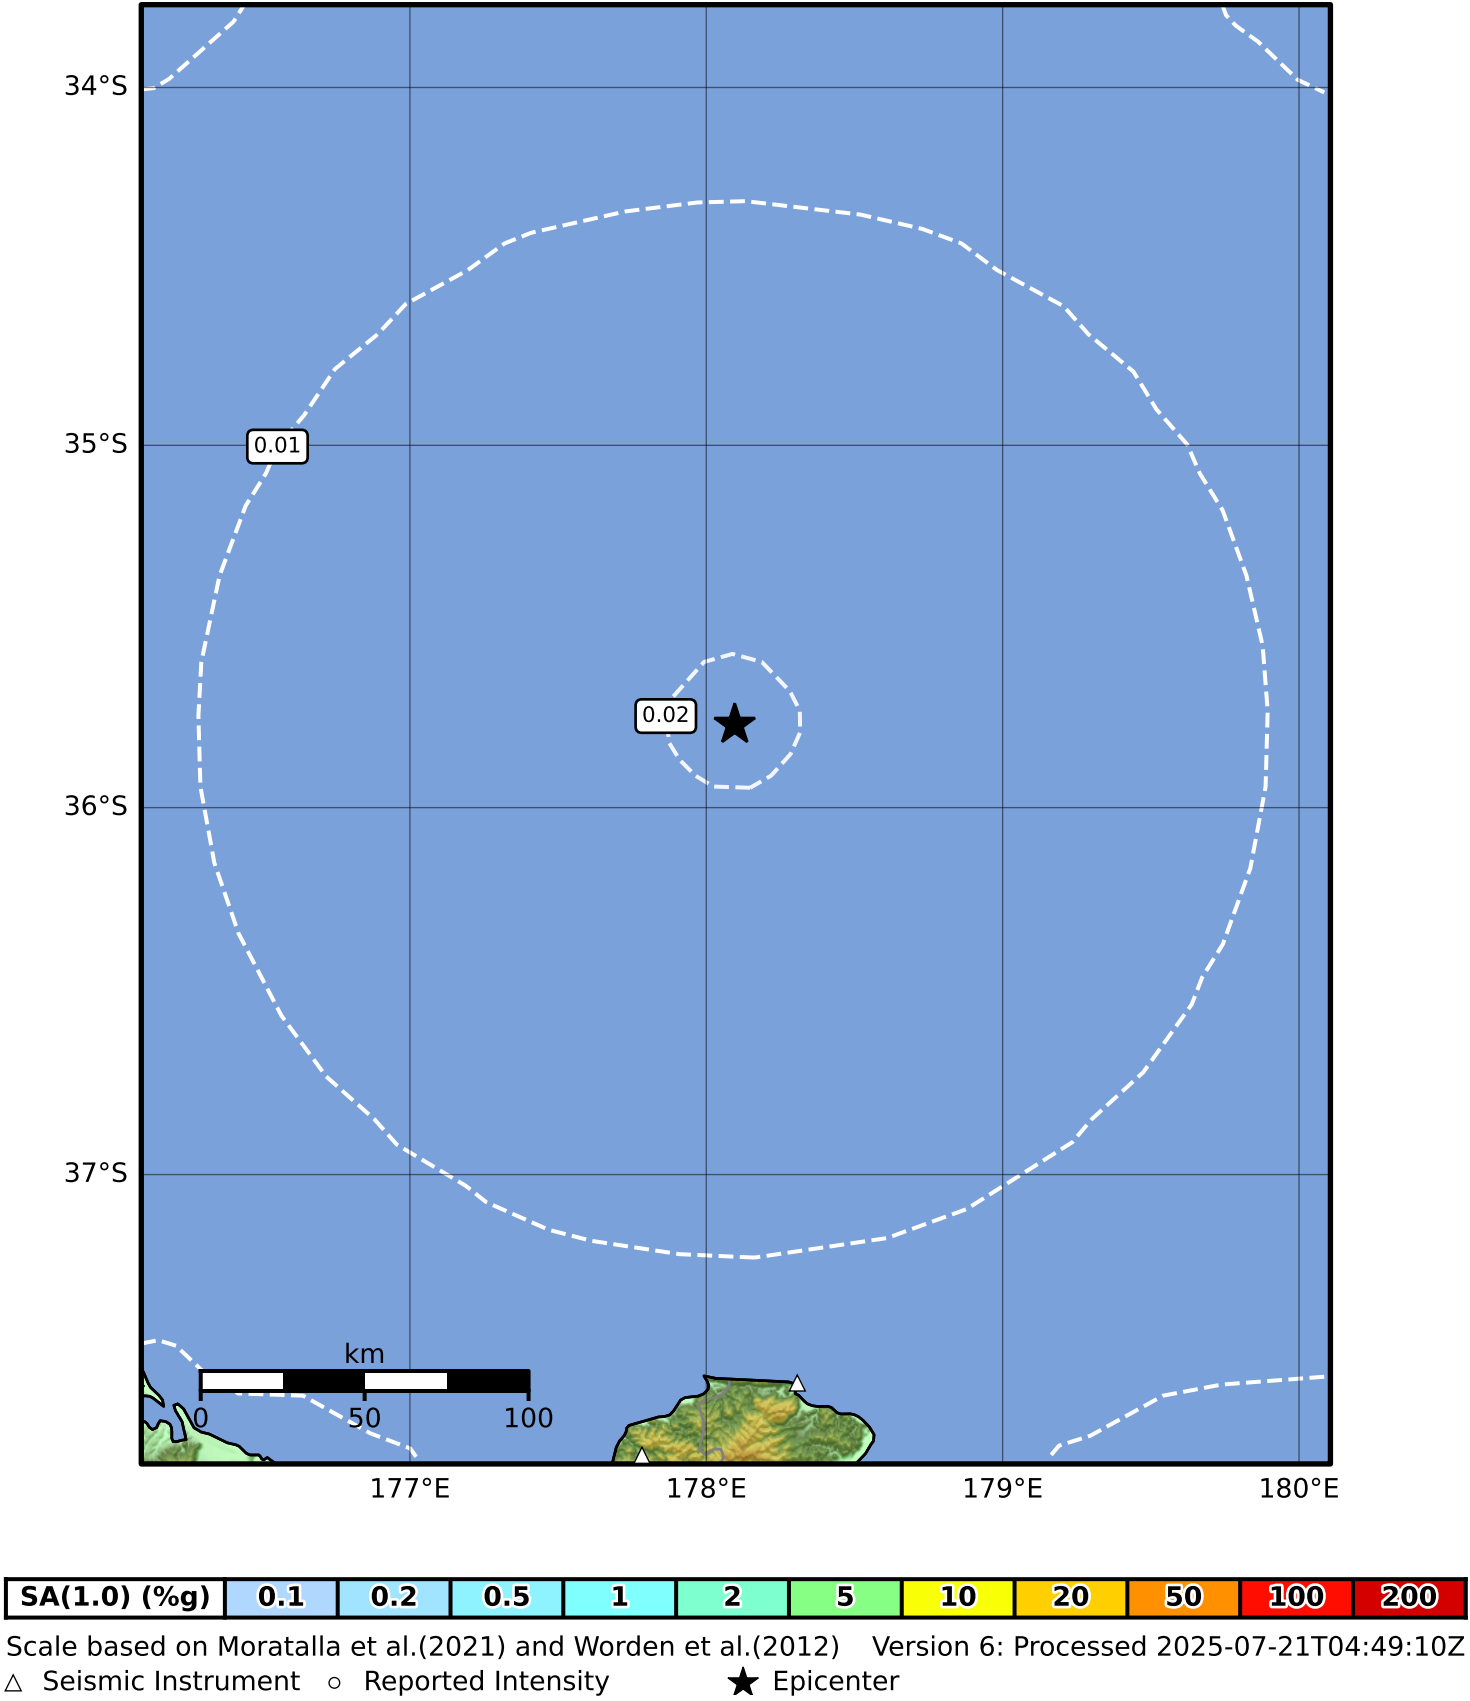 34°S
35°S
0.01
0.02
36°S
37°S
km
0 50 100
177°E 178°E 179°E 180°E
SA(1.0) (%g) 0.1 0.2 0.5 1 2 5 10 20 50 100 200
Scale based on Moratalla et al.(2021) and Worden et al.(2012) Version 6: Processed 2025-07-21T04:49:10Z
Seismic Instrument Reported Intensity Epicenter